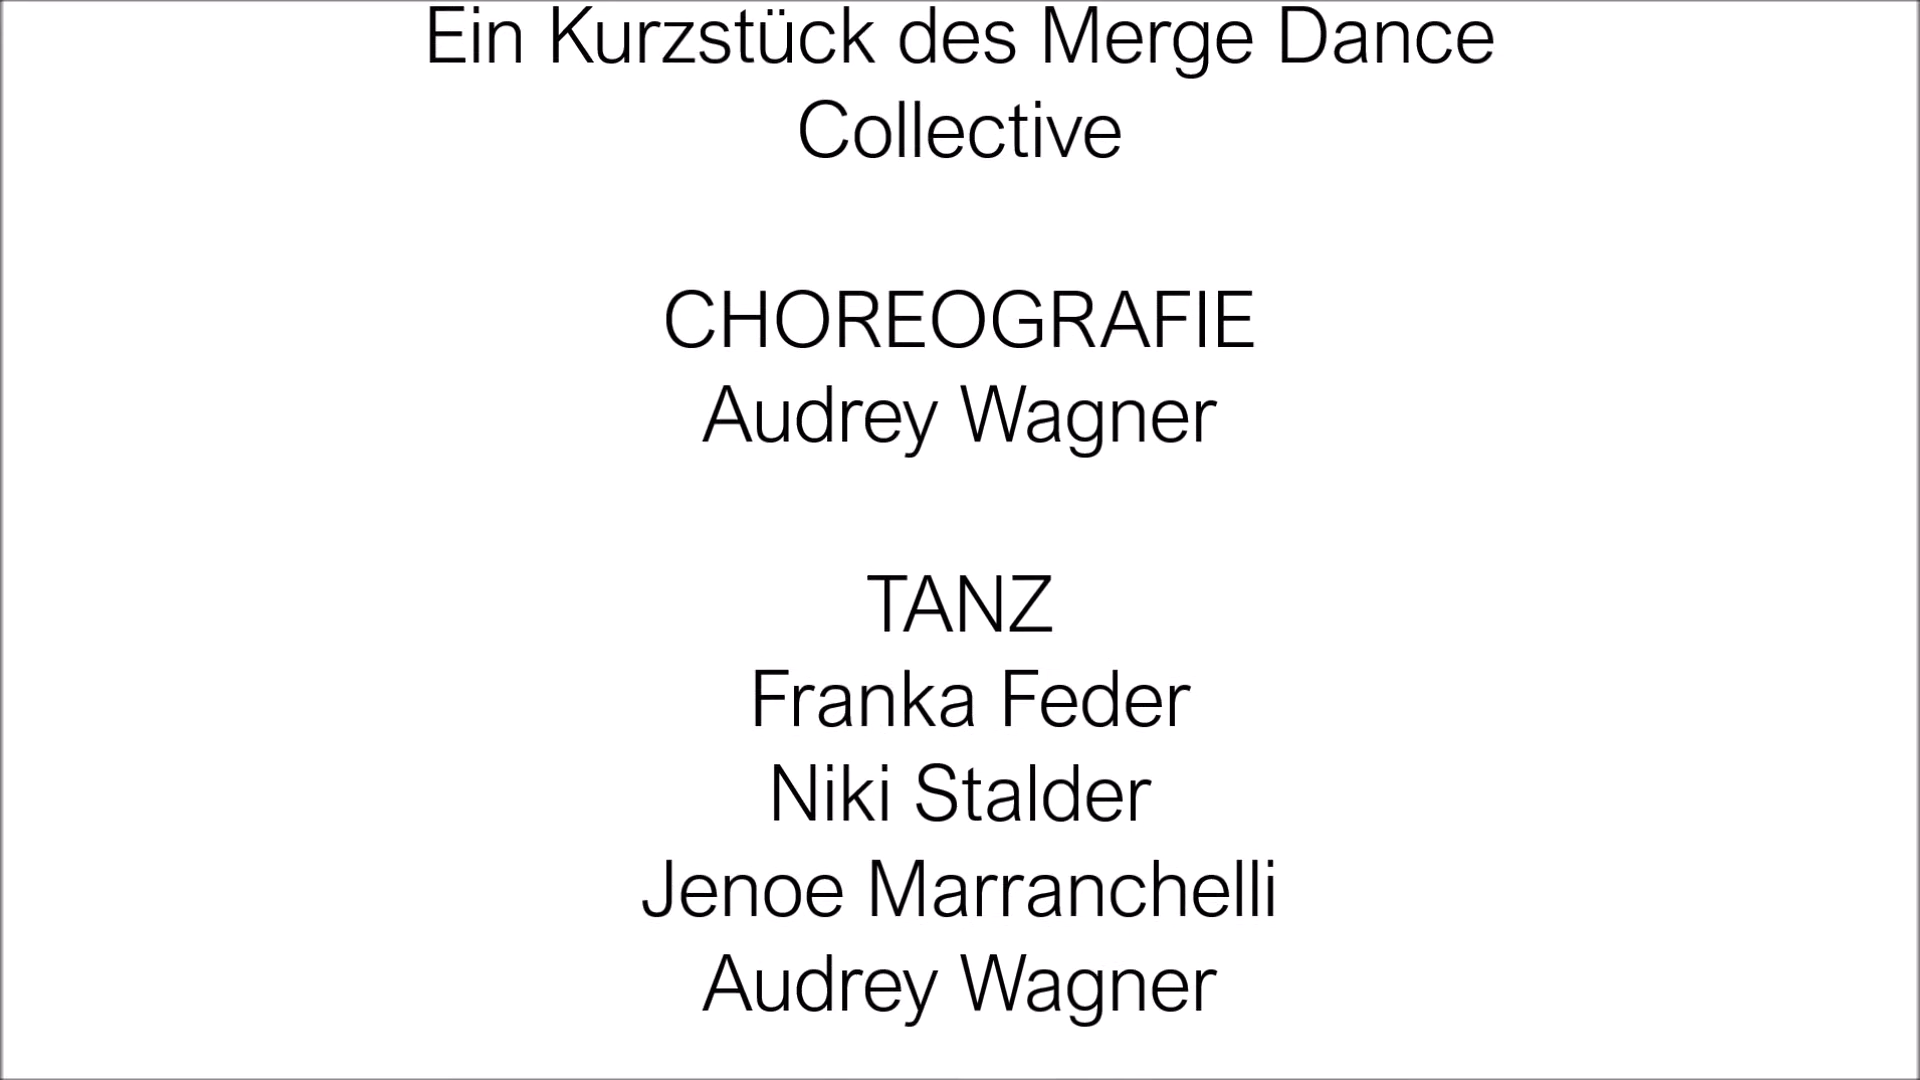 Ein Kurzstück des Merge Dance
Collective
CHOREOGRAFIE
Audrey Wagner
TANZ
Franka Feder
Niki Stalder
Jenoe Marranchelli
Audrey Wagner